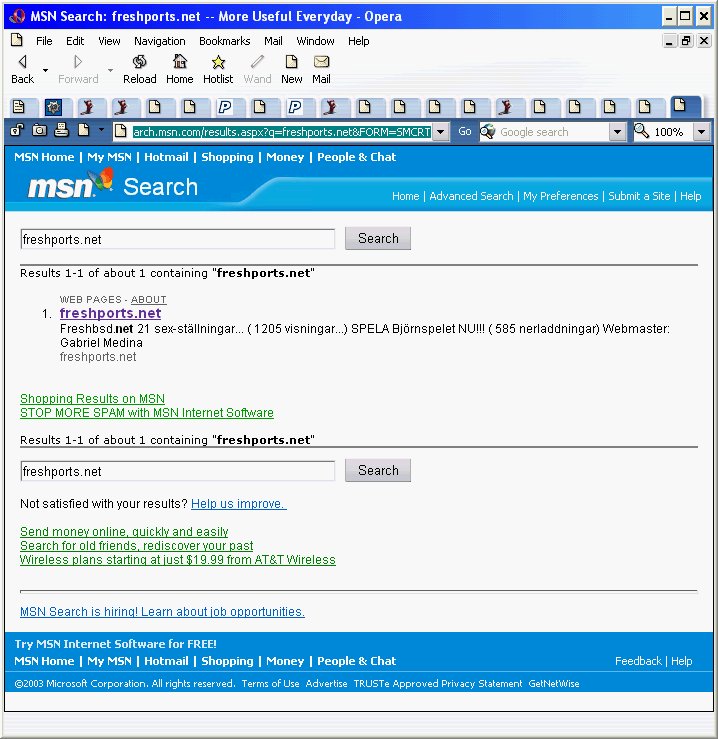 MSN Search: freshports.net -- More Useful Everyday - Opera
File Edit View Navigation Bookmarks Mail Window Help
Back Forward Reload Home Hotlist Wand New Mail
arch.msn.com/results.aspx?q=freshports.net&FORM=SMCRT Go Google search 100%
MSN Home | My MSN | Hotmail | Shopping | Money | People & Chat
msn Search
Home | Advanced Search | My Preferences | Submit a Site | Help
freshports.net Search
Results 1-1 of about 1 containing "freshports.net"
WEB PAGES - ABOUT
1. freshports.net
Freshbsd.net 21 sex-ställningar... ( 1205 visningar...) SPELA Björnspelet NU!!! ( 585 nerladdningar) Webmaster:
Gabriel Medina
freshports.net
Shopping Results on MSN
STOP MORE SPAM with MSN Internet Software
Results 1-1 of about 1 containing "freshports.net"
freshports.net Search
Not satisfied with your results? Help us improve.
Send money online, quickly and easily
Search for old friends, rediscover your past
Wireless plans starting at just $19.99 from AT&T Wireless
MSN Search is hiring! Learn about job opportunities.
Try MSN Internet Software for FREE!
MSN Home | My MSN | Hotmail | Shopping | Money | People & Chat Feedback | Help
©2003 Microsoft Corporation. All rights reserved. Terms of Use Advertise TRUSTe Approved Privacy Statement GetNetWise